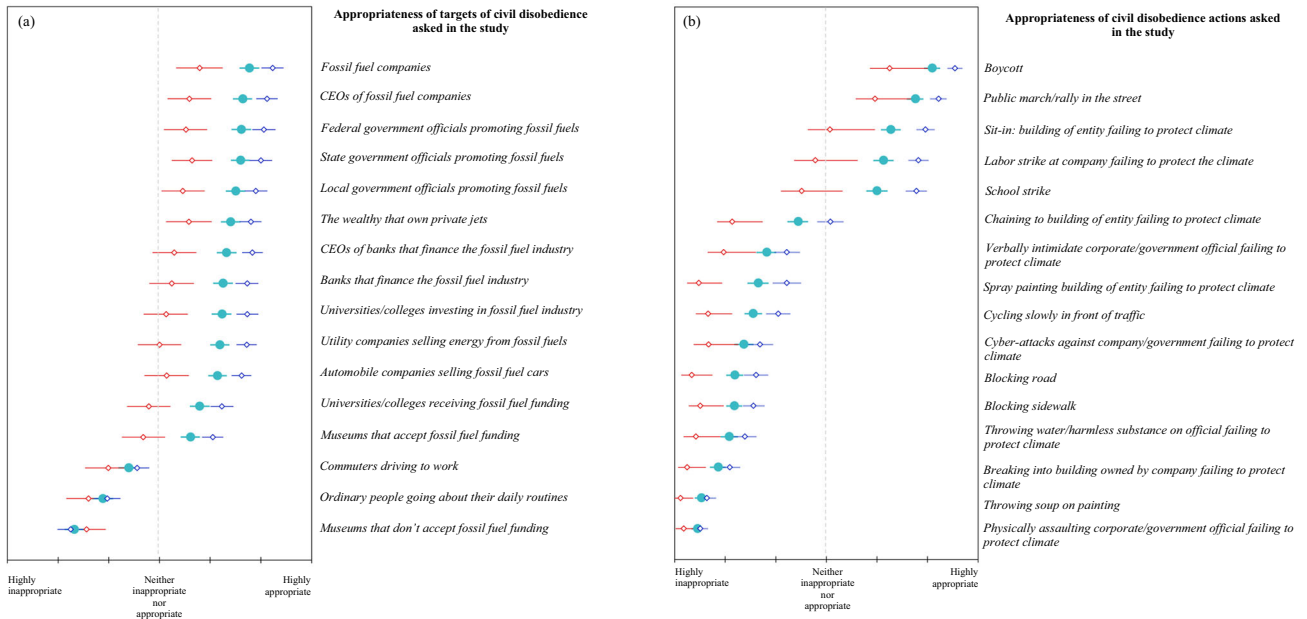 (a)
Appropriateness of targets of civil disobedience
asked in the study
Fossil fuel companies
CEOs of fossil fuel companies
Federal government officials promoting fossil fuels
State government officials promoting fossil fuels
Local government officials promoting fossil fuels
The wealthy that own private jets
CEOs of banks that finance the fossil fuel industry
Banks that finance the fossil fuel industry
Universities/colleges investing in fossil fuel industry
Utility companies selling energy from fossil fuels
Automobile companies selling fossil fuel cars
Universities/colleges receiving fossil fuel funding
Museums that accept fossil fuel funding
Commuters driving to work
Ordinary people going about their daily routines
Museums that don't accept fossil fuel funding
Highly
inappropriate
Neither
inappropriate
nor
appropriate
Highly
appropriate
(b)
Appropriateness of civil disobedience actions asked
in the study
Boycott
Public march/rally in the street
Sit-in: building of entity failing to protect climate
Labor strike at company failing to protect the climate
School strike
Chaining to building of entity failing to protect climate
Verbally intimidate corporate/government official failing to
protect climate
Spray painting building of entity failing to protect climate
Cycling slowly in front of traffic
Cyber-attacks against company/government failing to protect
climate
Blocking road
Blocking sidewalk
Throwing water/harmless substance on official failing to
protect climate
Breaking into building owned by company failing to protect
climate
Throwing soup on painting
Physically assaulting corporate/government official failing to
protect climate
Highly
inappropriate
Neither
inappropriate
nor
appropriate
Highly
appropriate